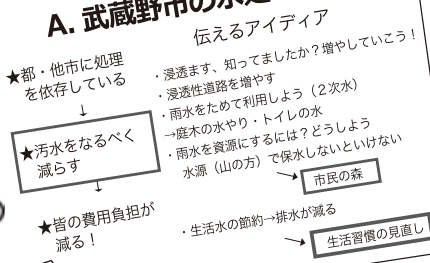 A. 武蔵野市の水
伝えるアイディア
★都・他市に処理
を依存している
↓
★汚水をなるべく
減らす
↓
★皆の費用負担が
減る！
・浸透ます、知ってましたか？増やしていこう！
・浸透性道路を増やす
・雨水をためて利用しよう（２次水）
→庭木の水やり・トイレの水
・雨水を資源にするには？どうしよう
水源（山の方）で保水しないといけない
→市民の森
・生活水の節約→排水が減る
→生活習慣の見直し